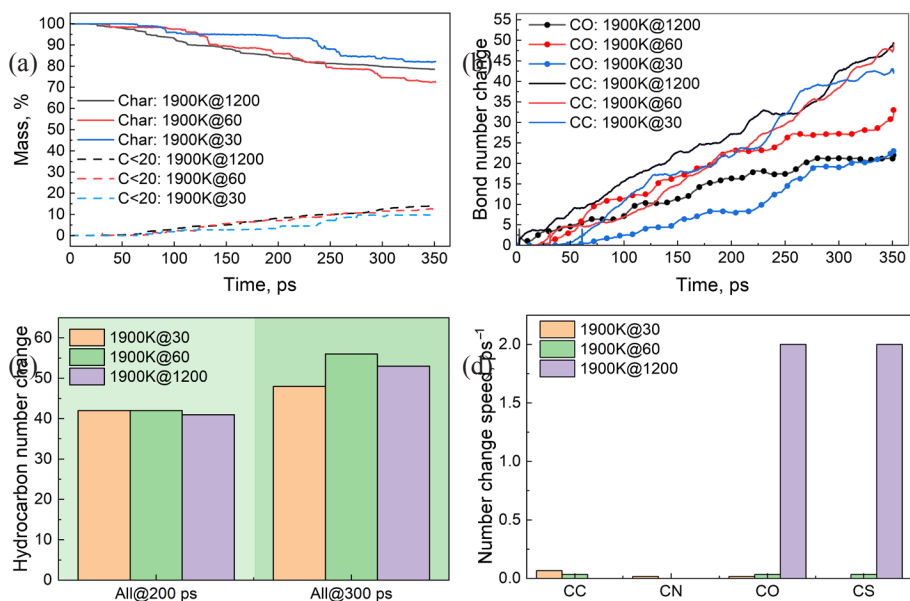 (a)
Mass, %
100
90
80
70
60
50
40
30
20
10
0
Char: 1900K@1200
Char: 1900K@60
Char: 1900K@30
C<20: 1900K@1200
C<20: 1900K@60
C<20: 1900K@30
0 50 100 150 200 250 300 350
Time, ps
(b)
Bond number change
55
50
45
40
35
30
25
20
15
10
5
0
CO: 1900K@1200
CO: 1900K@60
CO: 1900K@30
CC: 1900K@1200
CC: 1900K@60
CC: 1900K@30
0 50 100 150 200 250 300 350
Time, ps
Hydrocarbon number change
60
50
40
30
20
10
0
1900K@30
1900K@60
1900K@1200
All@200 ps
All@300 ps
(d)
Number change speed, ps⁻¹
2.0
1.5
1.0
0.5
0.0
1900K@30
1900K@60
1900K@1200
CC CN CO CS